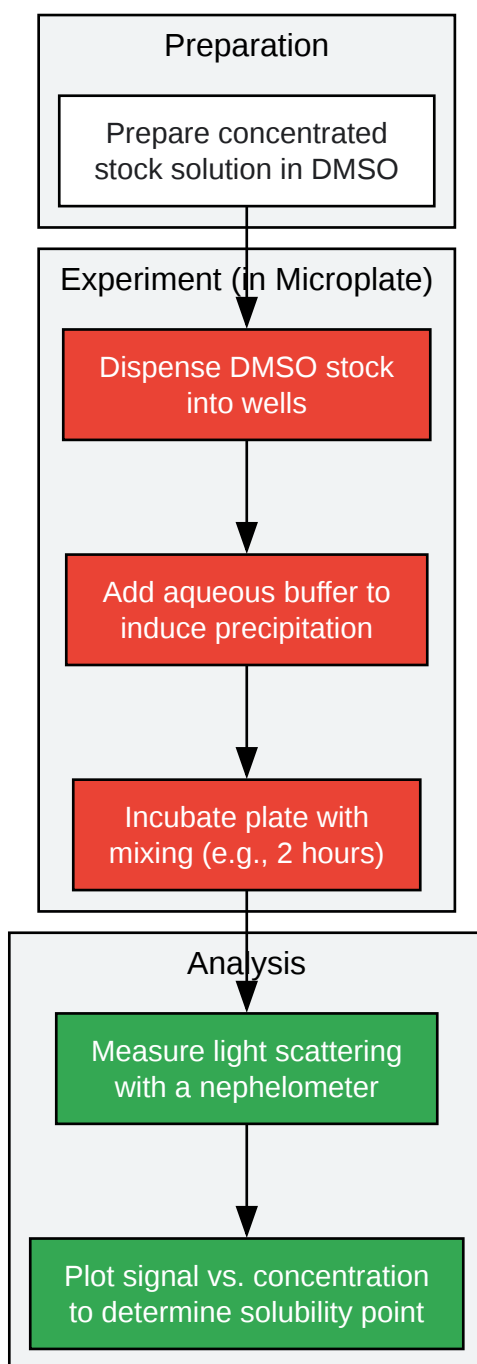 Preparation
Prepare concentrated
stock solution in DMSO
Experiment (in Microplate)
Dispense DMSO stock
into wells
Add aqueous buffer to
induce precipitation
Incubate plate with
mixing (e.g., 2 hours)
Analysis
Measure light scattering
with a nephelometer
Plot signal vs. concentration
to determine solubility point